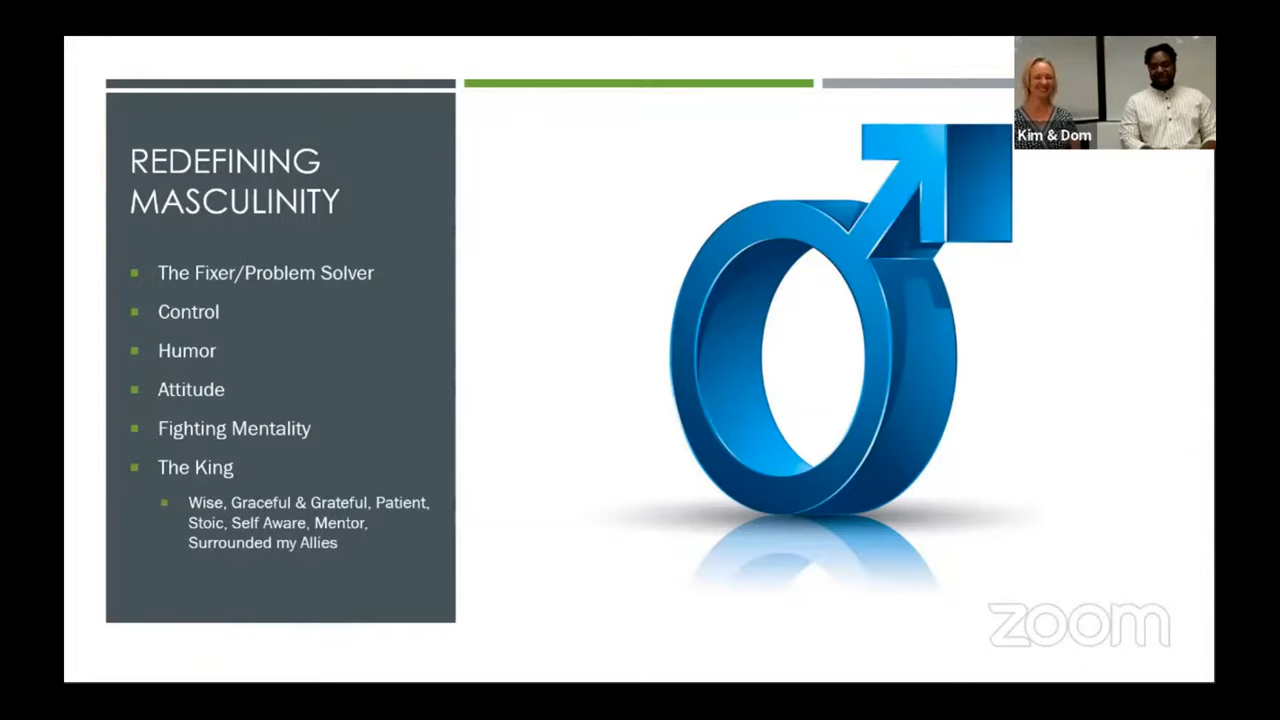 REDEFINING
MASCULINITY
The Fixer/Problem Solver
Control
Humor
Attitude
Fighting Mentality
The King
Wise, Graceful & Grateful, Patient,
Stoic, Self Aware, Mentor,
Surrounded my Allies
Kim & Dom
zoom